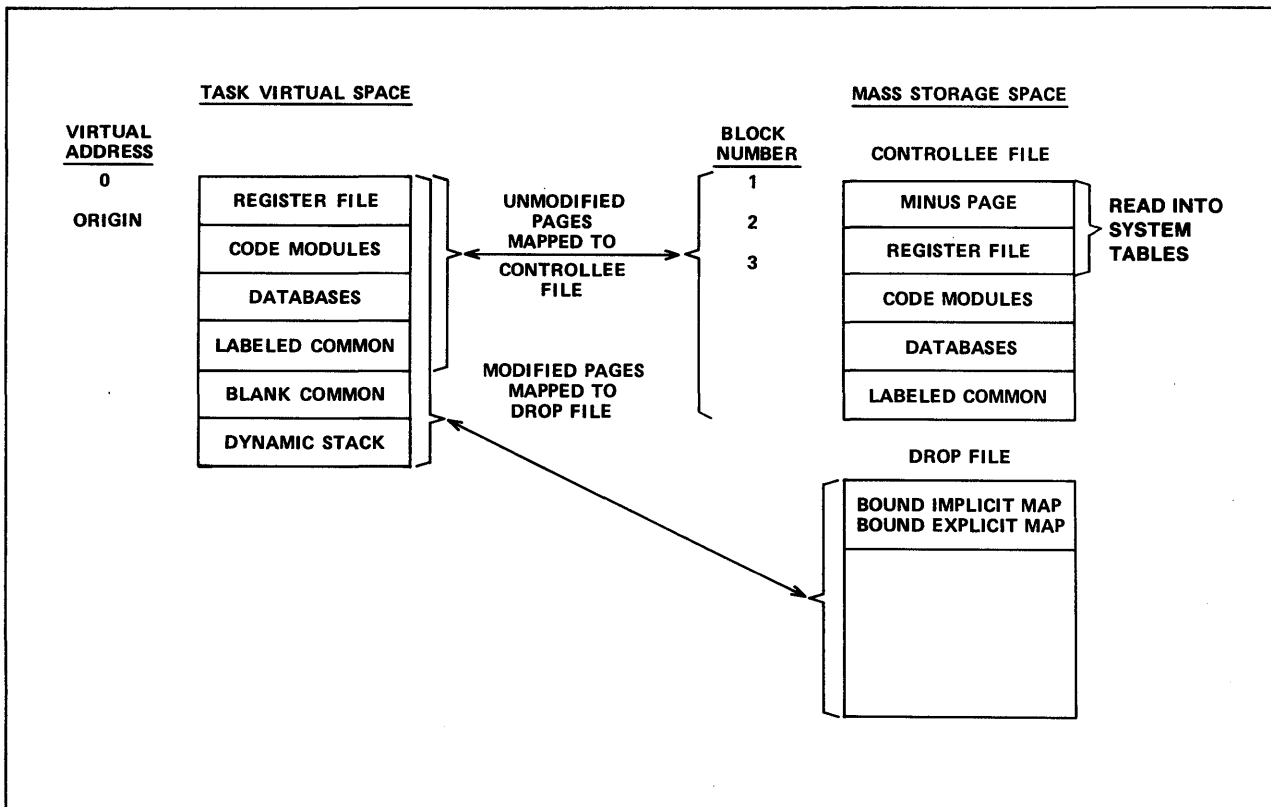 TASK VIRTUAL SPACE
VIRTUAL
ADDRESS
0
ORIGIN
REGISTER FILE
CODE MODULES
DATABASES
LABELED COMMON
BLANK COMMON
DYNAMIC STACK
UNMODIFIED
PAGES
MAPPED TO
CONTROLLEE
FILE
MODIFIED PAGES
MAPPED TO
DROP FILE
BLOCK
NUMBER
1
2
3
MASS STORAGE SPACE
CONTROLLEE FILE
MINUS PAGE
REGISTER FILE
CODE MODULES
DATABASES
LABELED COMMON
READ INTO
SYSTEM
TABLES
DROP FILE
BOUND IMPLICIT MAP
BOUND EXPLICIT MAP